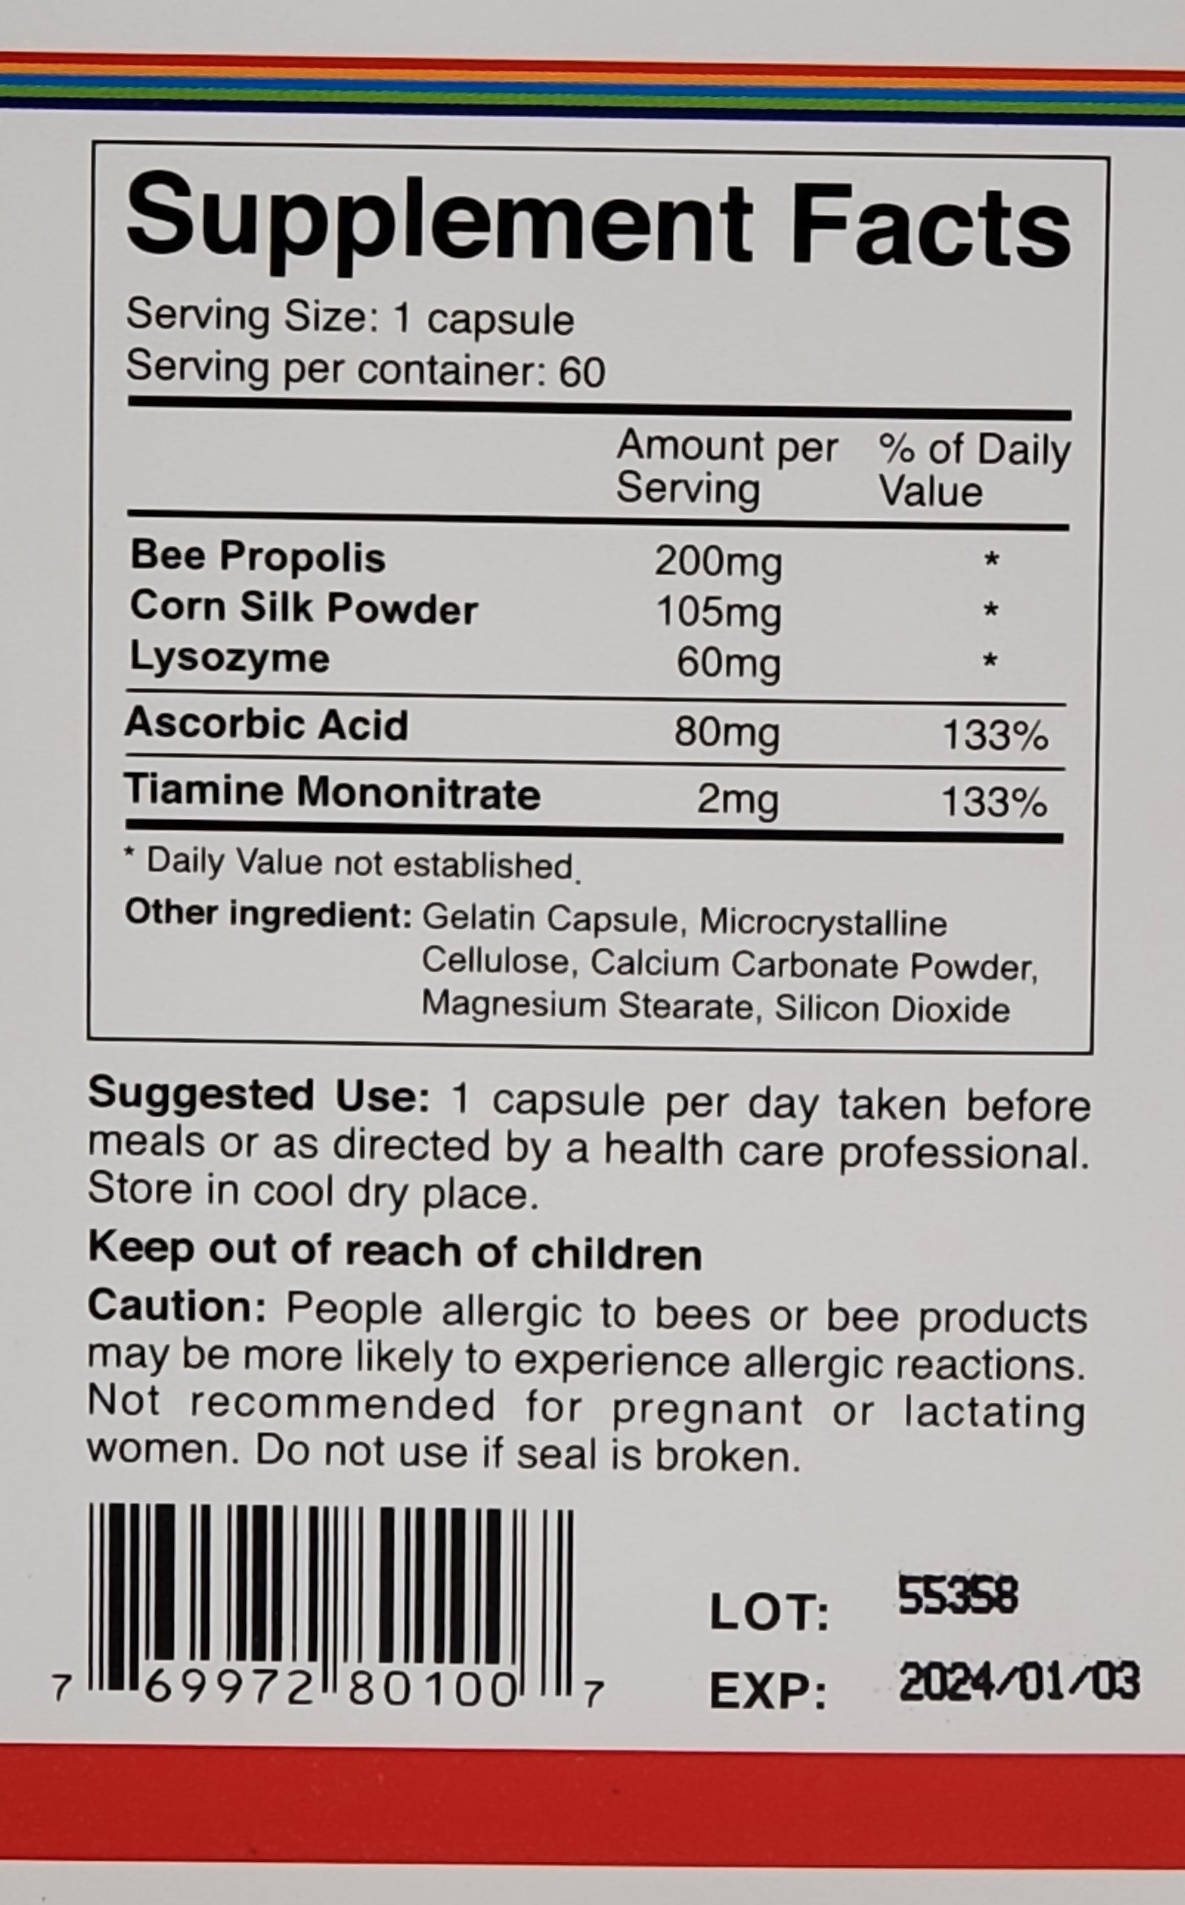 Supplement Facts
Serving Size: 1 capsule
Serving per container: 60
Amount per % of Daily
Serving Value
Bee Propolis 200mg *
Corn Silk Powder 105mg *
Lysozyme 60mg *
Ascorbic Acid 80mg 133%
Tiamine Mononitrate 2mg 133%
* Daily Value not established.
Other ingredient: Gelatin Capsule, Microcrystalline
Cellulose, Calcium Carbonate Powder,
Magnesium Stearate, Silicon Dioxide
Suggested Use: 1 capsule per day taken before
meals or as directed by a health care professional.
Store in cool dry place.
Keep out of reach of children
Caution: People allergic to bees or bee products
may be more likely to experience allergic reactions.
Not recommended for pregnant or lactating
women. Do not use if seal is broken.
LOT: 55358
7 69972 80100 7
EXP: 2024/01/03